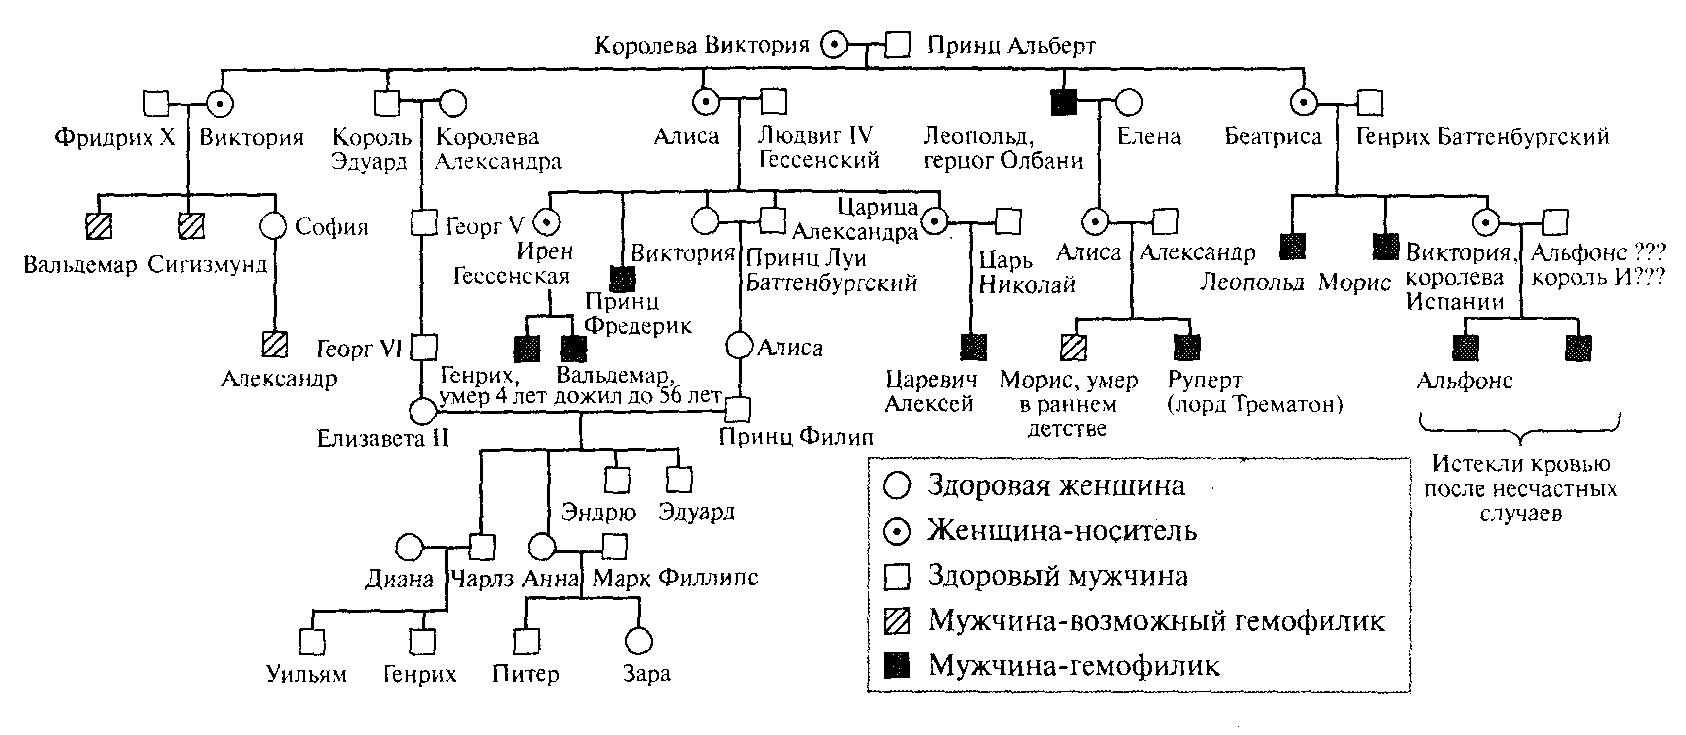 Королева Виктория
Принц Альберт
Фридрих X
Виктория
Король
Эдуард
Королева
Александра
Алиса
Людвиг IV
Гессенский
Леопольд,
герцог Олбани
Елена
Беатриса
Генрих Баттенбургский
Вальдемар
Сигизмунд
София
Георг V
Ирен
Гессенская
Принц
Фредерик
Виктория
Принц Луи
Баттенбургский
Царица
Александра
Царь
Николай
Алиса
Александр
Леопольд
Морис
Виктория,
королева
Испании
Альфонс ???
король И???
Александр
Георг VI
Генрих,
умер 4 лет
Вальдемар,
дожил до 56 лет
Алиса
Царевич
Алексей
Морис, умер
в раннем
детстве
Руперт
(лорд Трематон)
Альфонс
Истекли кровью
после несчастных
случаев
Елизавета II
Принц Филип
Эндрю
Эдуард
Диана
Чарлз
Анна
Марк Филлипс
Уильям
Генрих
Питер
Зара
Здоровая женщина
Женщина-носитель
Здоровый мужчина
Мужчина-возможный гемофилик
Мужчина-гемофилик